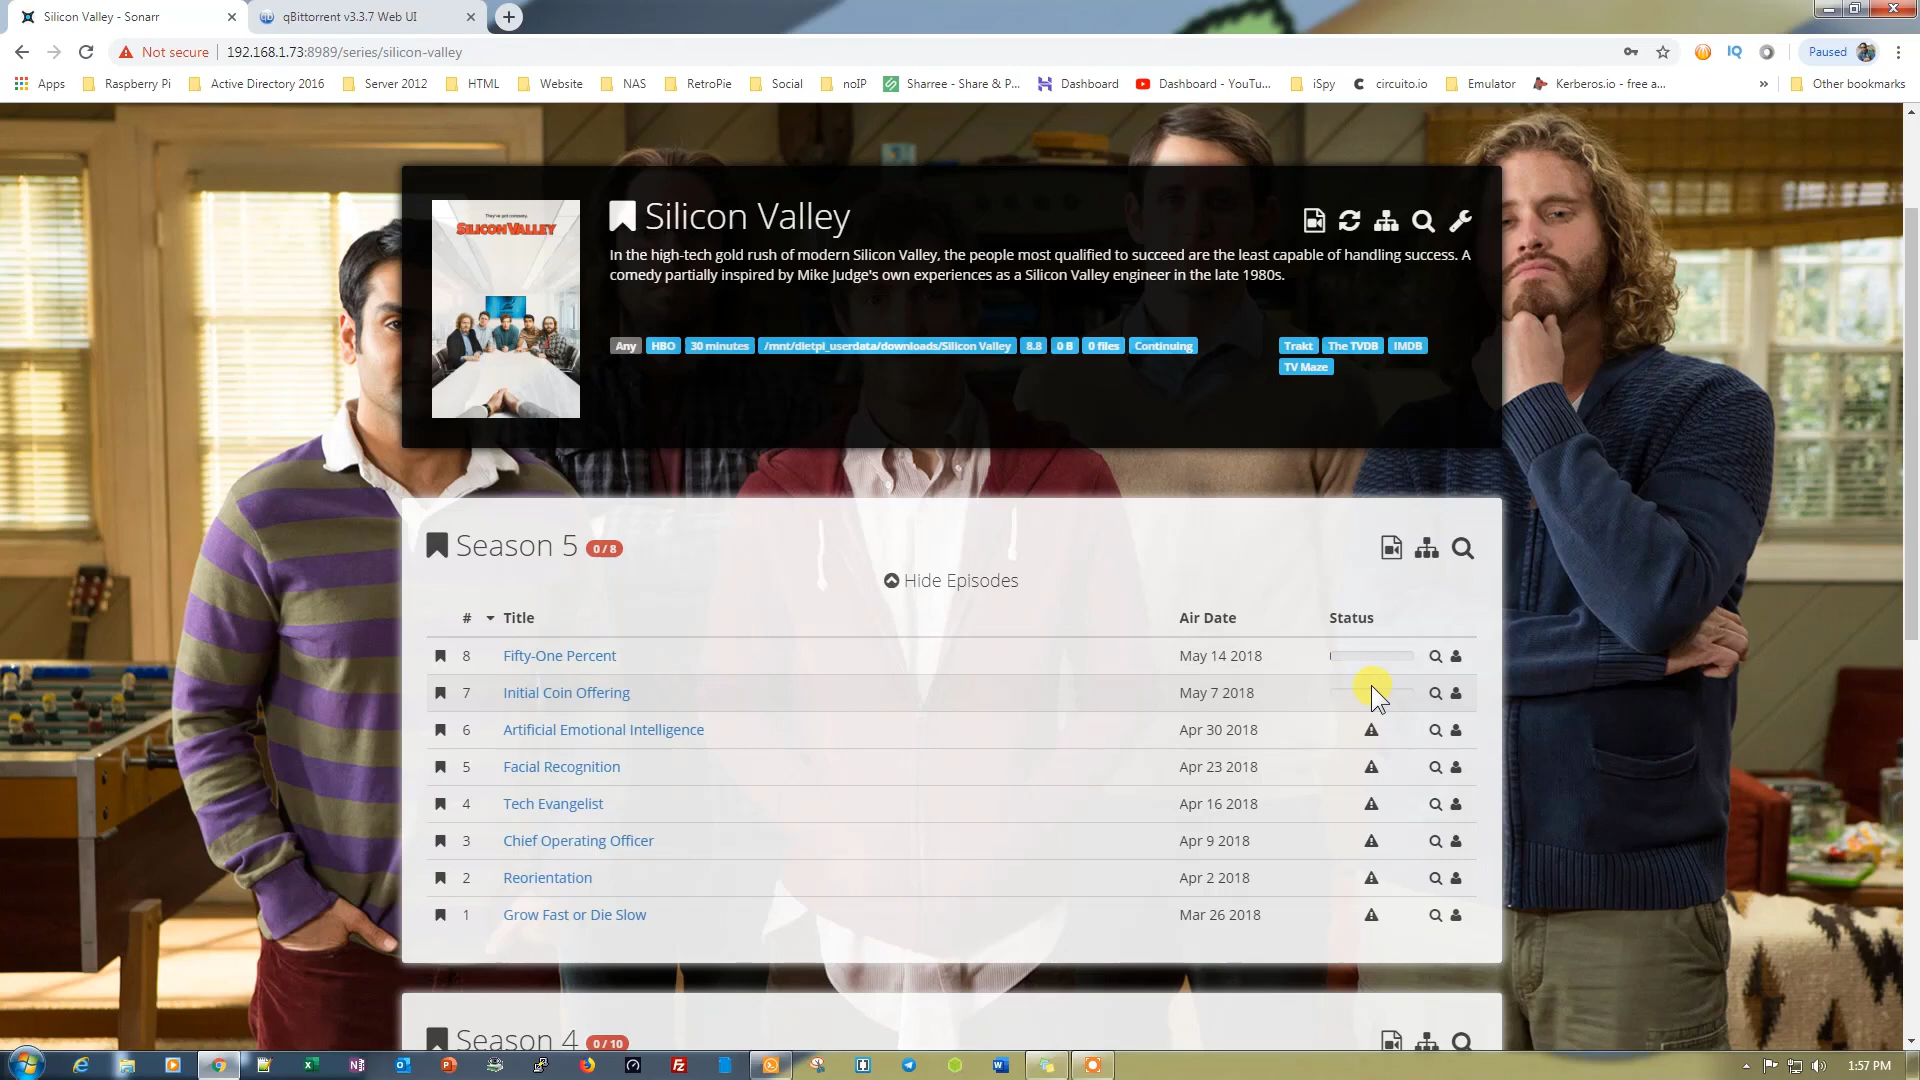 Silicon Valley - Sonarr
qBittorrent v3.3.7 Web UI
Not secure
192.168.1.73:8989/series/silicon-valley
IQ
Paused
Apps
Raspberry Pi
Active Directory 2016
Server 2012
HTML
Website
NAS
RetroPie
Social
noIP
Sharree - Share & P...
Dashboard
Dashboard - YouTu...
iSpy
circuito.io
Emulator
Kerberos.io - free a...
»
Other bookmarks
SILICON VALLEY
Silicon Valley
In the high-tech gold rush of modern Silicon Valley, the people most qualified to succeed are the least capable of handling success. A
comedy partially inspired by Mike Judge's own experiences as a Silicon Valley engineer in the late 1980s.
Any HBO 30 minutes /mnt/dietpi_userdata/downloads/Silicon Valley 8.8 0 B 0 files Continuing
Trakt The TVDB IMDB
TV Maze
Season 5 0 / 8
Hide Episodes
# Title Air Date Status
8 Fifty-One Percent May 14 2018
7 Initial Coin Offering May 7 2018
6 Artificial Emotional Intelligence Apr 30 2018
5 Facial Recognition Apr 23 2018
4 Tech Evangelist Apr 16 2018
3 Chief Operating Officer Apr 9 2018
2 Reorientation Apr 2 2018
1 Grow Fast or Die Slow Mar 26 2018
Season 4 0 / 10
1:57 PM